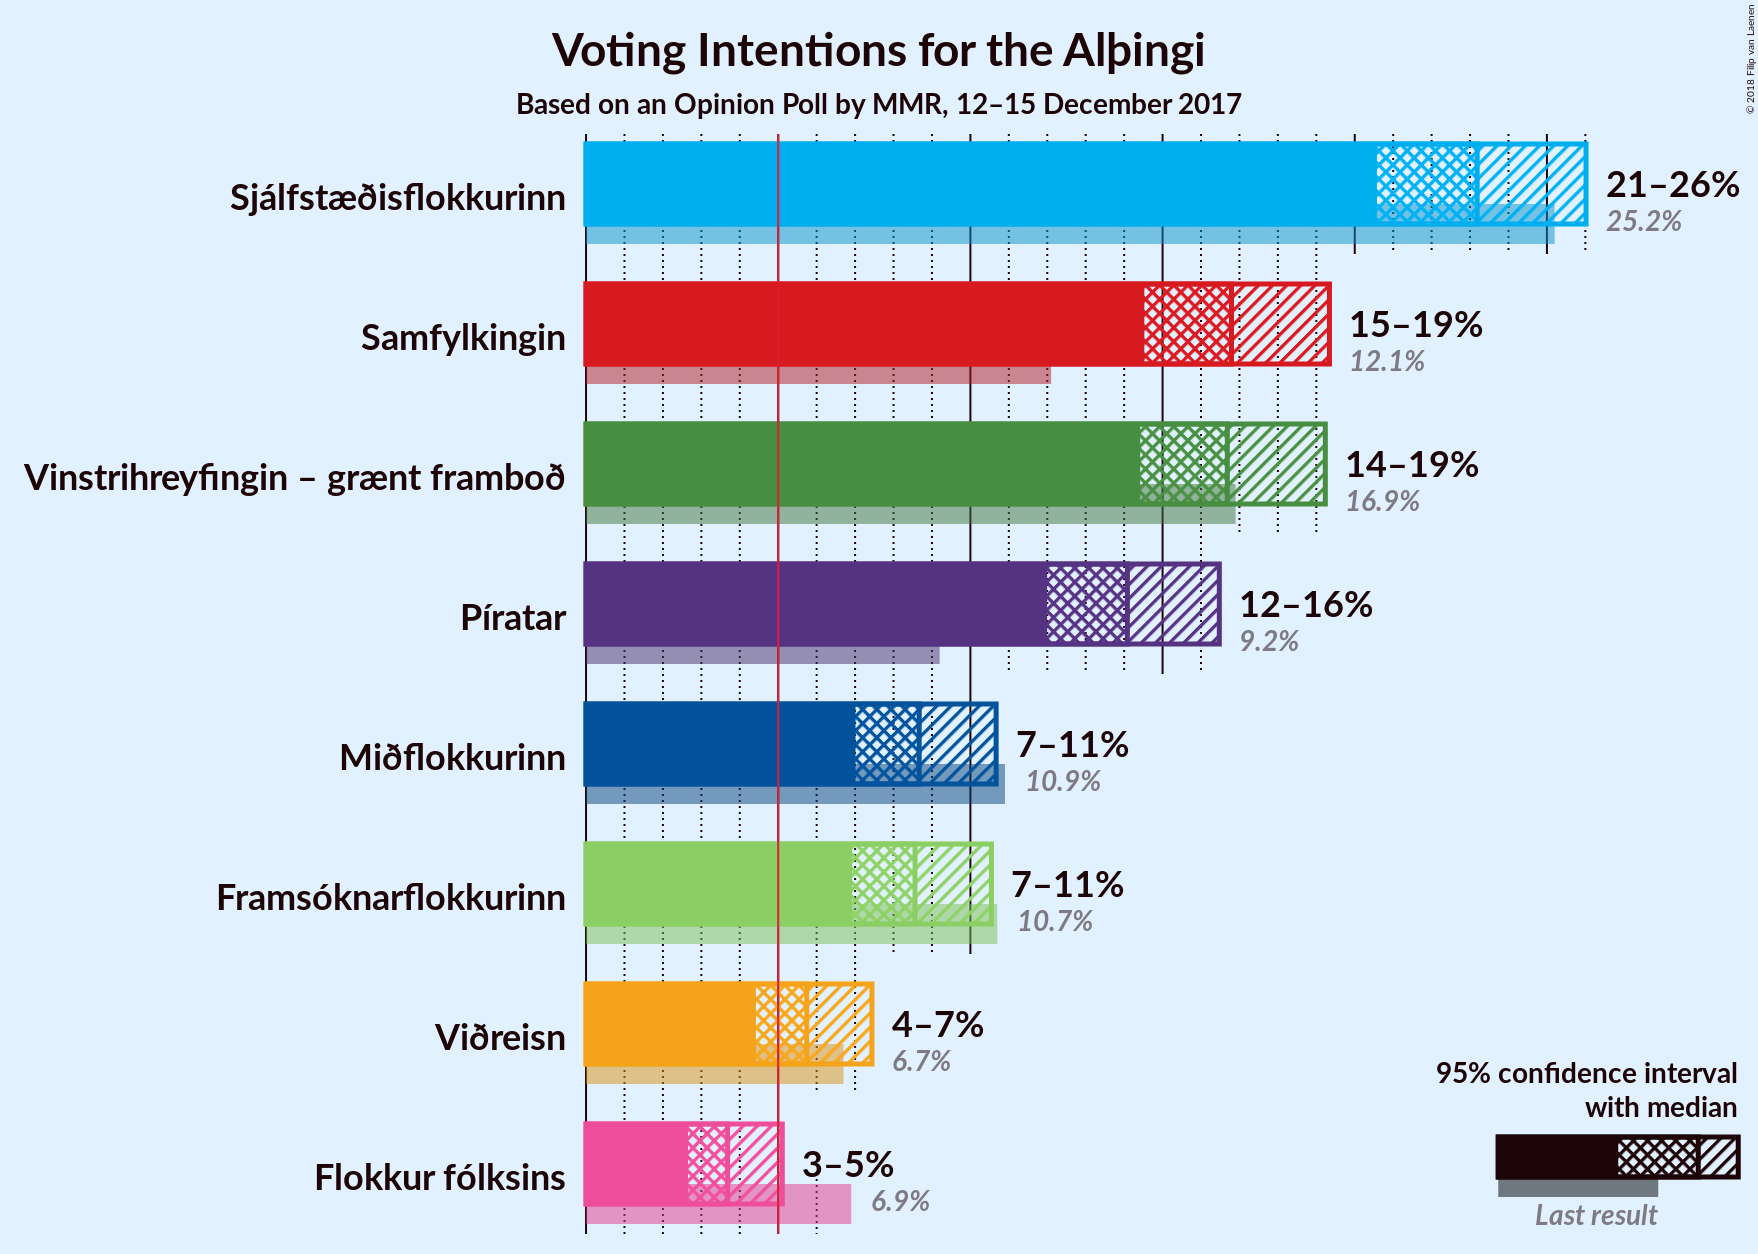 Voting Intentions for the Alþingi
Based on an Opinion Poll by MMR, 12–15 December 2017
© 2018 Filip van Laenen
Sjálfstæðisflokkurinn
21–26%
25.2%
Samfylkingin
15–19%
12.1%
Vinstrihreyfingin – grænt framboð
14–19%
16.9%
Píratar
12–16%
9.2%
Miðflokkurinn
7–11%
10.9%
Framsóknarflokkurinn
7–11%
10.7%
Viðreisn
4–7%
6.7%
Flokkur fólksins
3–5%
6.9%
95% confidence interval
with median
Last result